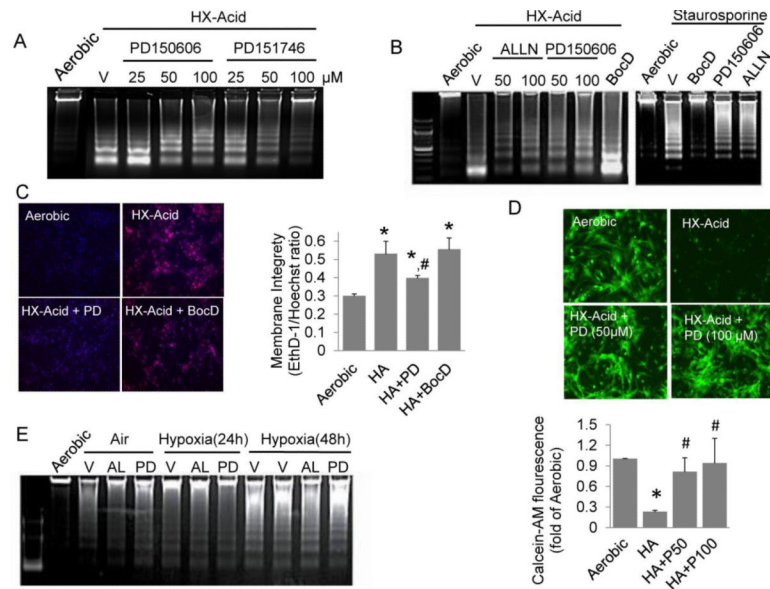 A
HX-Acid
Aerobic
PD150606
PD151746
V
25
50
100
25
50
100
µM
B
HX-Acid
Aerobic
ALLN
PD150606
V
50
100
50
100
BocD
Staurosporine
Aerobic
V
BocD
PD150606
ALLN
C
Aerobic
HX-Acid
HX-Acid + PD
HX-Acid + BocD
Membrane Integrety
(EthD-1/Hoechst ratio)
0.6
0.5
0.4
0.3
0.2
0.1
0
*
*,#
*
Aerobic
HA
HA+PD
HA+BocD
D
Aerobic
HX-Acid
HX-Acid +
PD (50µM)
HX-Acid +
PD (100 µM)
Calcein-AM flourescence
(fold of Aerobic)
1.5
1.2
0.9
0.6
0.3
0
*
#
#
Aerobic
HA
HA+P50
HA+P100
E
Aerobic
Air
Hypoxia(24h)
Hypoxia(48h)
V
AL
PD
V
AL
PD
V
V
AL
PD